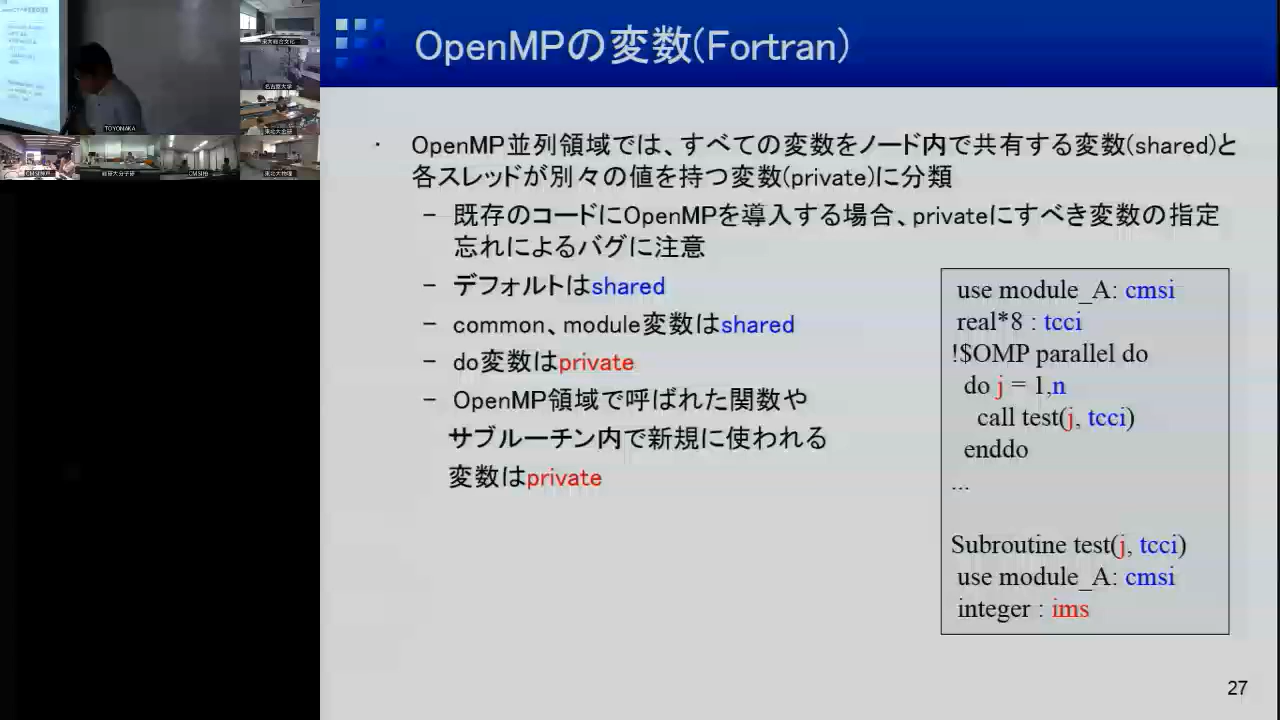 OpenMPの変数(Fortran)
・ OpenMP並列領域では、すべての変数をノード内で共有する変数(shared)と
各スレッドが別々の値を持つ変数(private)に分類
– 既存のコードにOpenMPを導入する場合、privateにすべき変数の指定
忘れによるバグに注意
– デフォルトはshared
– common、module変数はshared
– do変数はprivate
– OpenMP領域で呼ばれた関数や
サブルーチン内で新規に使われる
変数はprivate
use module_A: cmsi
real*8 : tcci
!$OMP parallel do
do j = 1,n
call test(j, tcci)
enddo
...
Subroutine test(j, tcci)
use module_A: cmsi
integer : ims
27
TOYONAKA
名古屋大学